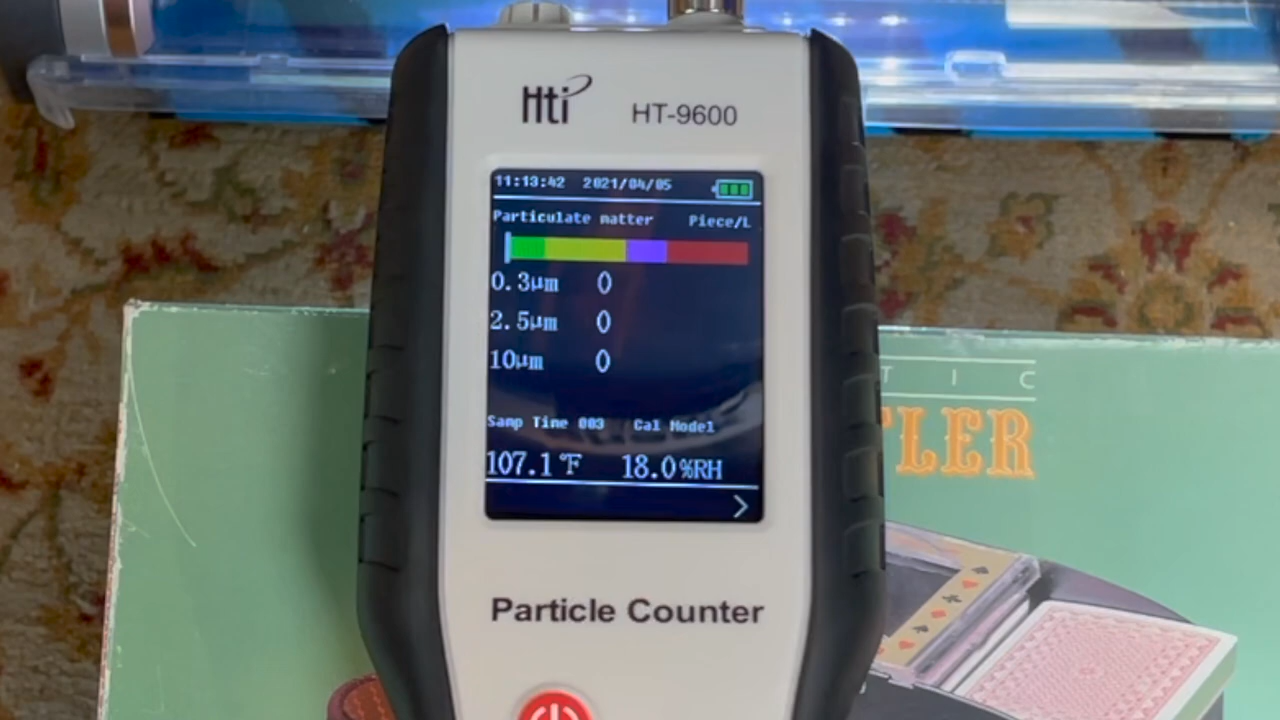 Hti HT-9600
11:13:42 2021/04/05
Particulate matter Piece/L
0.3μm 0
2.5μm 0
10μm 0
Samp Time 003 Cal Model
107.1°F 18.0%RH
>
Particle Counter
T I C
LER